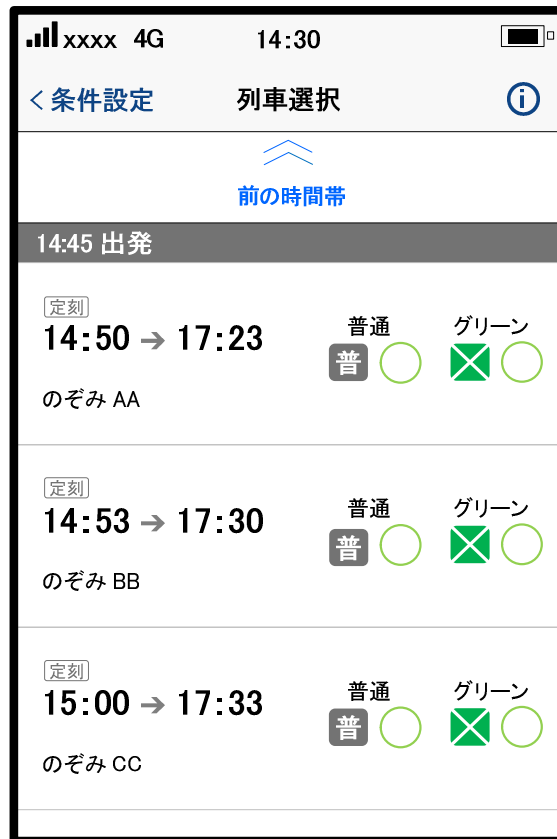 xxxx 4G 14:30
< 条件設定 列車選択 i
前の時間帯
14:45 出発
定刻
14:50 → 17:23 普通 グリーン
普
のぞみ AA
定刻
14:53 → 17:30 普通 グリーン
普
のぞみ BB
定刻
15:00 → 17:33 普通 グリーン
普
のぞみ CC